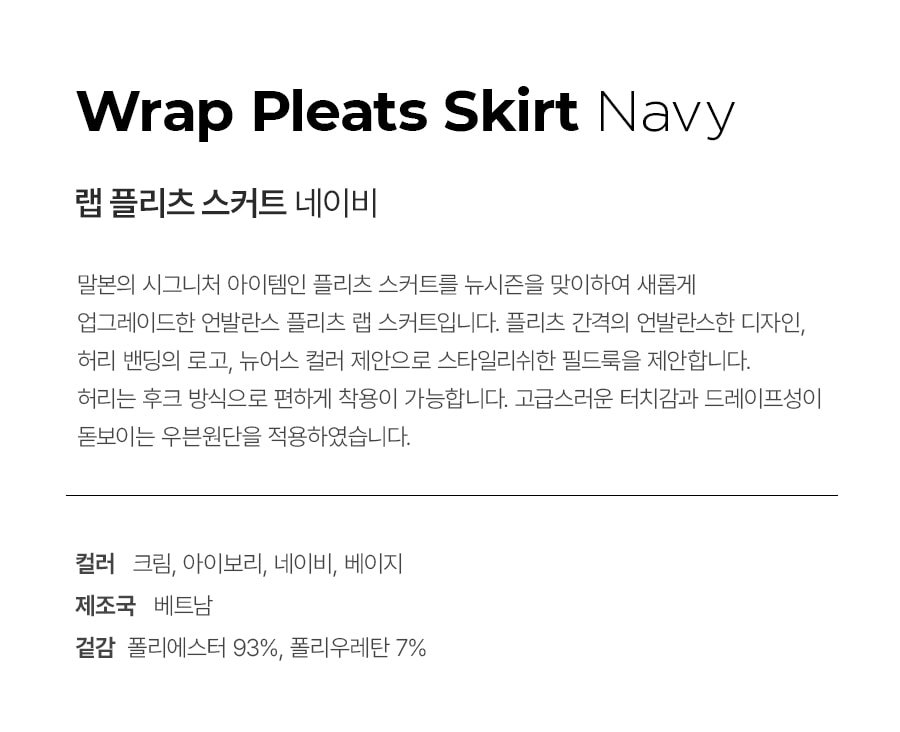 Wrap Pleats Skirt Navy
랩 플리츠 스커트 네이비
말본의 시그니처 아이템인 플리츠 스커트를 뉴시즌을 맞이하여 새롭게
업그레이드한 언발란스 플리츠 랩 스커트입니다. 플리츠 간격의 언발란스한 디자인,
허리 밴딩의 로고, 뉴어스 컬러 제안으로 스타일리쉬한 필드룩을 제안합니다.
허리는 후크 방식으로 편하게 착용이 가능합니다. 고급스러운 터치감과 드레이프성이
돋보이는 우븐원단을 적용하였습니다.
컬러 크림, 아이보리, 네이비, 베이지
제조국 베트남
겉감 폴리에스터 93%, 폴리우레탄 7%